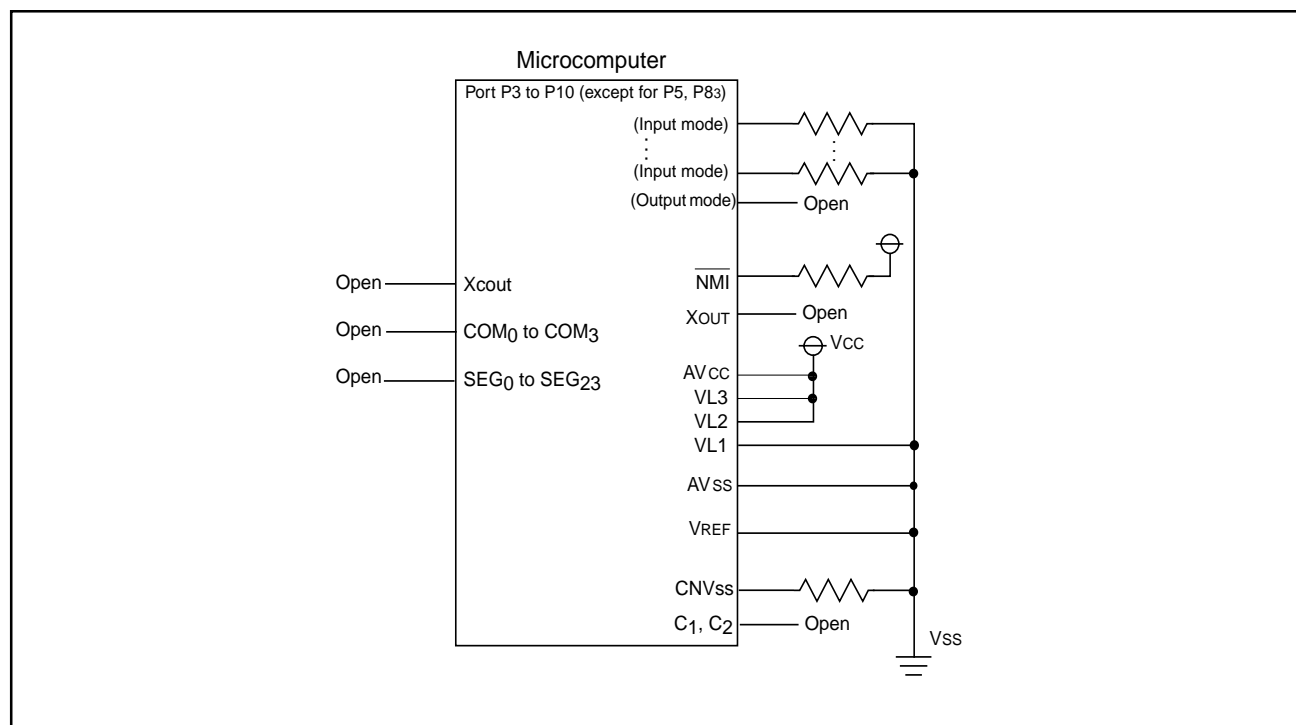 Microcomputer
Port P3 to P10 (except for P5, P83)
(Input mode)
(Input mode)
(Output mode)
Open
Open
Xcout
NMI
XOUT
Open
Open
COM0 to COM3
VCC
Open
SEG0 to SEG23
AVCC
VL3
VL2
VL1
AVSS
VREF
CNVss
C1, C2
Open
VSS